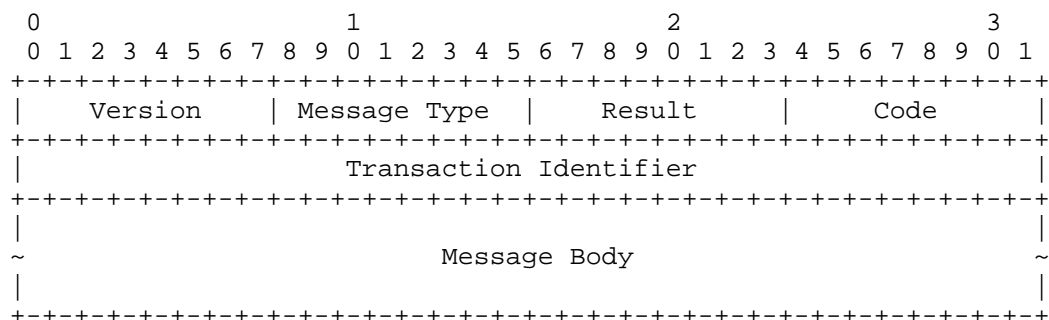 0                   1                   2                   3
 0 1 2 3 4 5 6 7 8 9 0 1 2 3 4 5 6 7 8 9 0 1 2 3 4 5 6 7 8 9 0 1
+-+-+-+-+-+-+-+-+-+-+-+-+-+-+-+-+-+-+-+-+-+-+-+-+-+-+-+-+-+-+-+-+
|    Version    | Message Type  |    Result     |     Code      |
+-+-+-+-+-+-+-+-+-+-+-+-+-+-+-+-+-+-+-+-+-+-+-+-+-+-+-+-+-+-+-+-+
|                    Transaction Identifier                     |
+-+-+-+-+-+-+-+-+-+-+-+-+-+-+-+-+-+-+-+-+-+-+-+-+-+-+-+-+-+-+-+-+
|                                                               |
~                          Message Body                         ~
|                                                               |
+-+-+-+-+-+-+-+-+-+-+-+-+-+-+-+-+-+-+-+-+-+-+-+-+-+-+-+-+-+-+-+-+